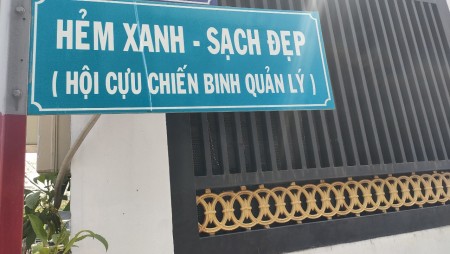 HẺM XANH - SẠCH ĐẸP
( HỘI CỰU CHIẾN BINH QUẢN LÝ )